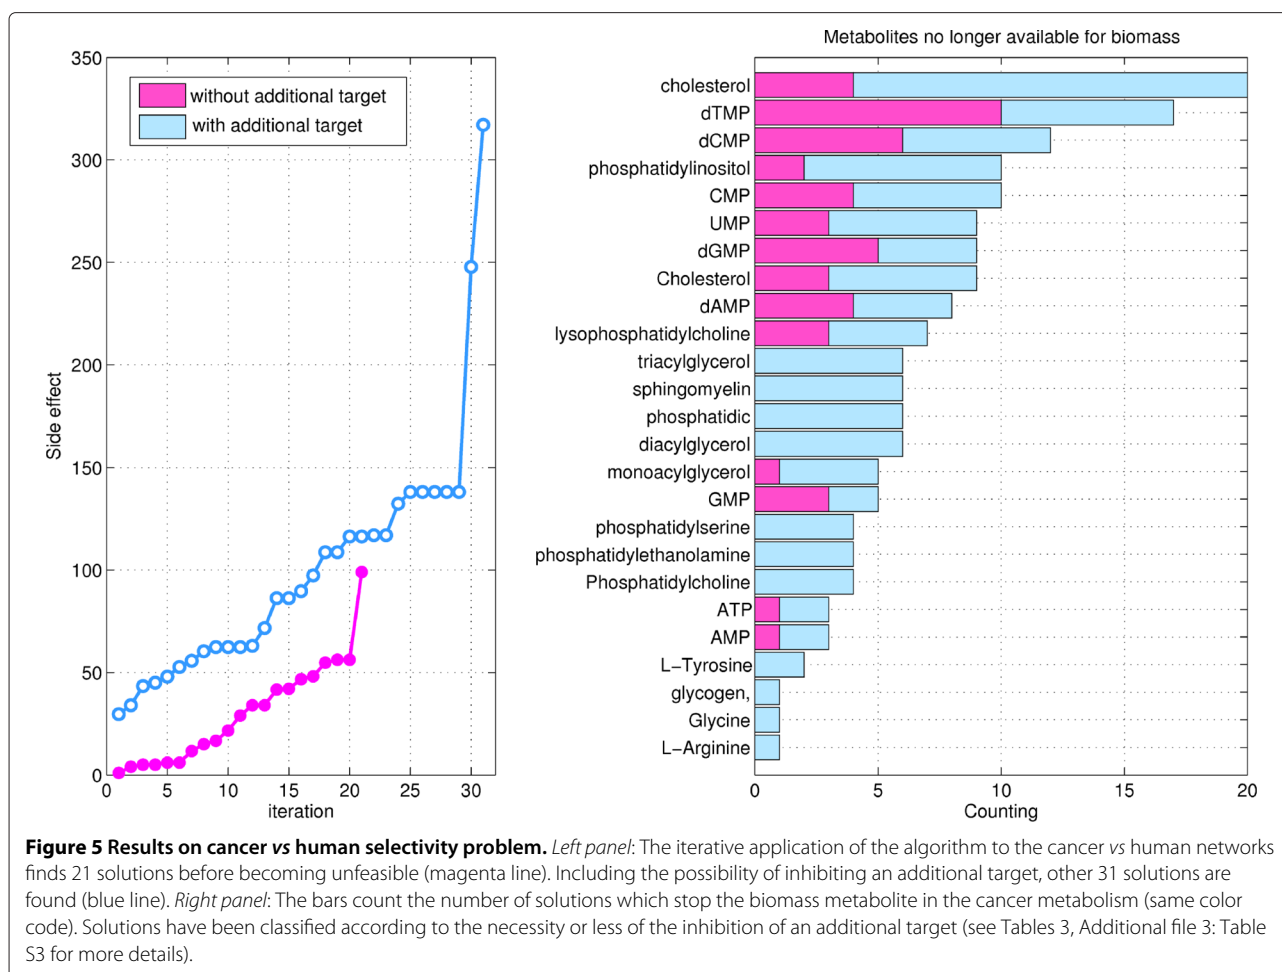 350
300
250
200
150
100
50
0
Side effect
without additional target
with additional target
0 5 10 15 20 25 30
iteration
Metabolites no longer available for biomass
cholesterol
dTMP
dCMP
phosphatidylinositol
CMP
UMP
dGMP
Cholesterol
dAMP
lysophosphatidylcholine
triacylglycerol
sphingomyelin
phosphatidic
diacylglycerol
monoacylglycerol
GMP
phosphatidylserine
phosphatidylethanolamine
Phosphatidylcholine
ATP
AMP
L−Tyrosine
glycogen,
Glycine
L−Arginine
0 5 10 15 20
Counting
Figure 5 Results on cancer vs human selectivity problem. Left panel: The iterative application of the algorithm to the cancer vs human networks
finds 21 solutions before becoming unfeasible (magenta line). Including the possibility of inhibiting an additional target, other 31 solutions are
found (blue line). Right panel: The bars count the number of solutions which stop the biomass metabolite in the cancer metabolism (same color
code). Solutions have been classified according to the necessity or less of the inhibition of an additional target (see Tables 3, Additional file 3: Table
S3 for more details).